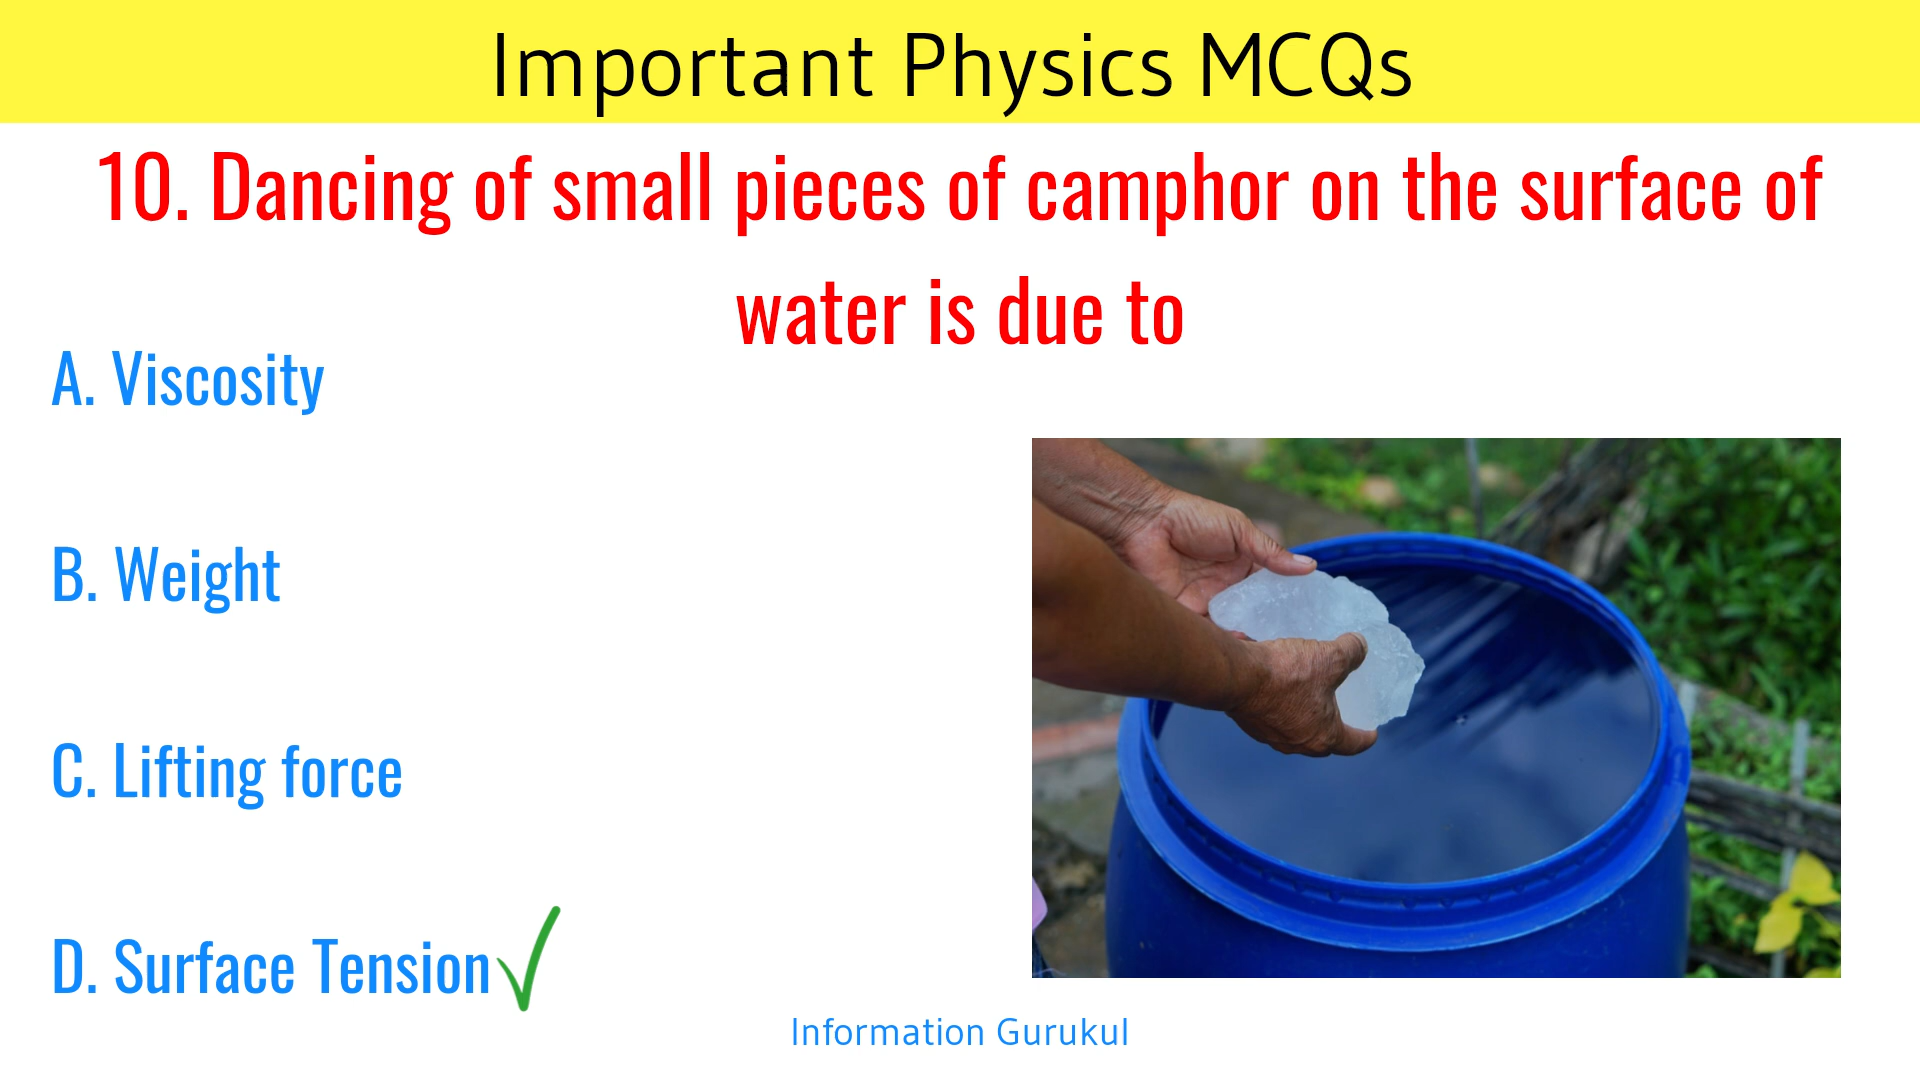 Important Physics MCQs
10. Dancing of small pieces of camphor on the surface of
water is due to
A. Viscosity
B. Weight
C. Lifting force
D. Surface Tension
Information Gurukul